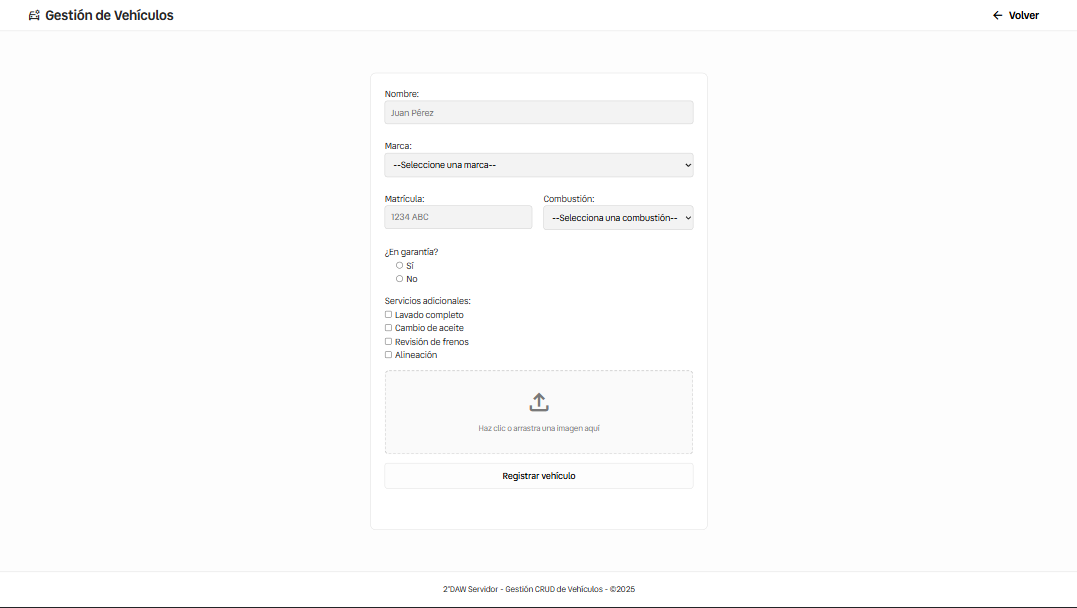 Gestión de Vehículos
Volver
Nombre:
Juan Pérez
Marca:
--Seleccione una marca--
Matrícula:
Combustión:
1234 ABC
--Selecciona una combustión--
¿En garantía?
Sí
No
Servicios adicionales:
Lavado completo
Cambio de aceite
Revisión de frenos
Alineación
Haz clic o arrastra una imagen aquí
Registrar vehículo
2ºDAW Servidor - Gestión CRUD de Vehículos - ©2025